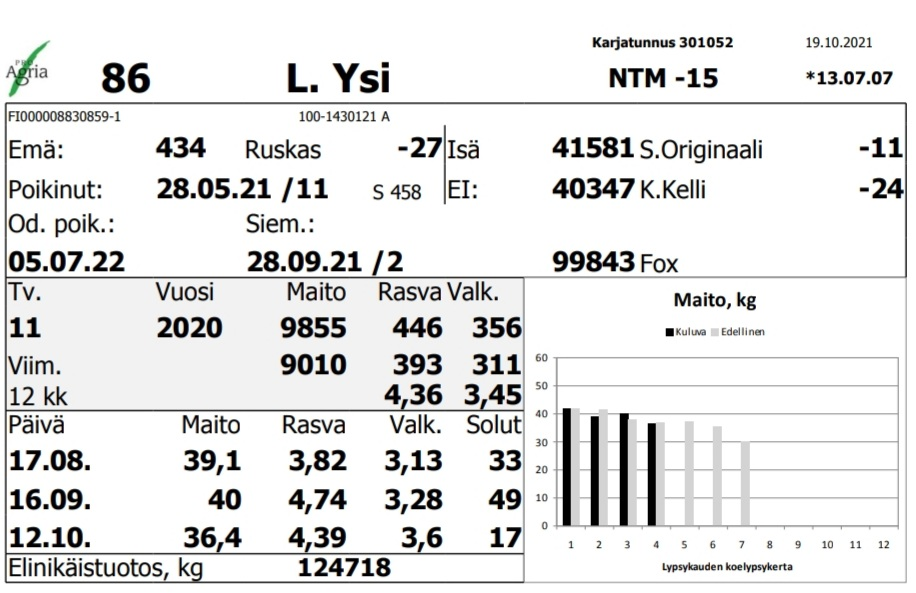 Karjatunnus 301052 19.10.2021
PRO Agria 86 L. Ysi NTM -15 *13.07.07
FI000008830859-1 100-1430121 A
Emä: 434 Ruskas -27 Isä 41581 S.Originaali -11
Poikinut: 28.05.21 /11 S 458 EI: 40347 K.Kelli -24
Od. poik.: Siem.:
05.07.22 28.09.21 /2 99843 Fox
Tv. Vuosi Maito Rasva Valk.
11 2020 9855 446 356
Viim. 9010 393 311
12 kk 4,36 3,45
Päivä Maito Rasva Valk. Solut
17.08. 39,1 3,82 3,13 33
16.09. 40 4,74 3,28 49
12.10. 36,4 4,39 3,6 17
Elinikäistuotos, kg 124718
Maito, kg
Kuluva Edellinen
60
50
40
30
20
10
0
1 2 3 4 5 6 7 8 9 10 11 12
Lypsykauden koelypsykerta